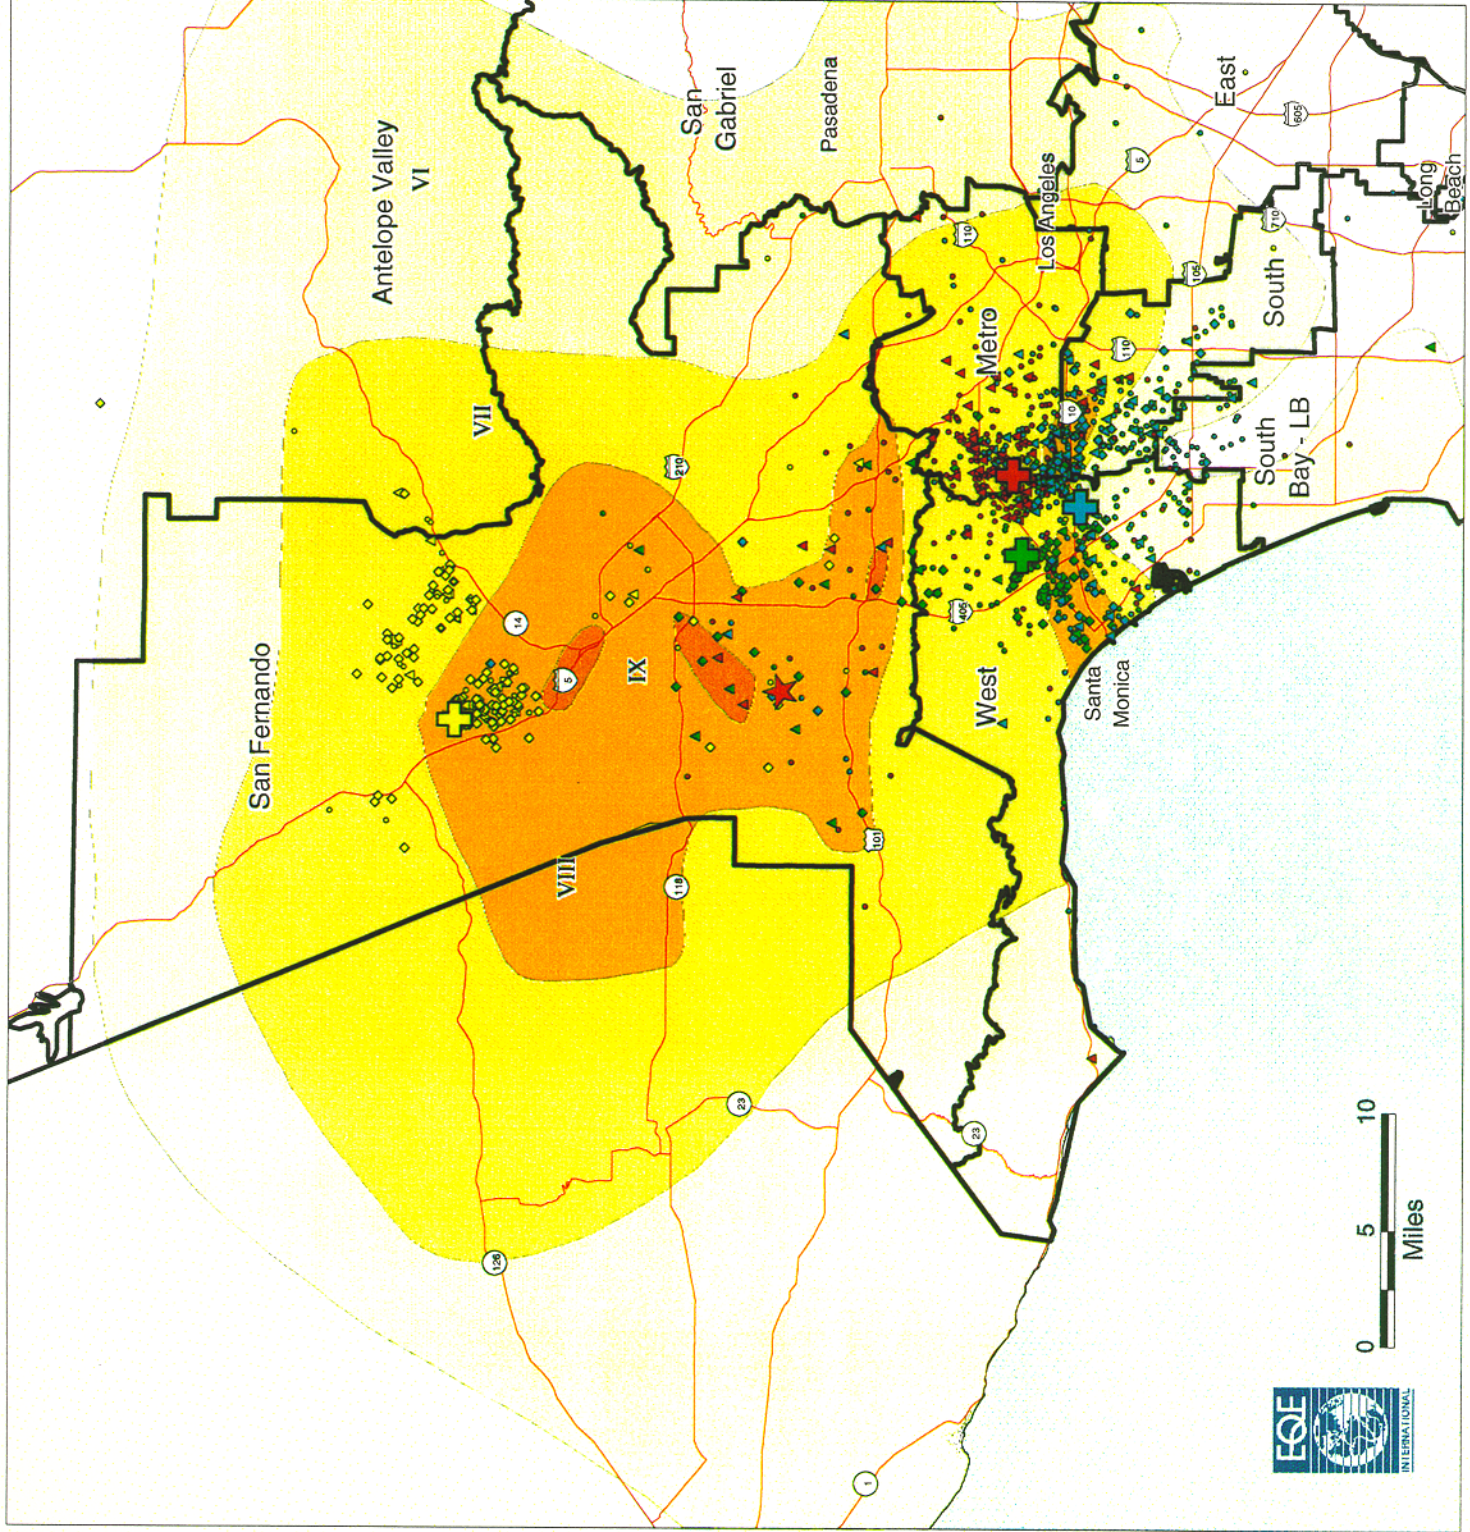 San
Gabriel
Pasadena
East
605
Antelope Valley
VI
5
Long
Beach
Los Angeles
710
110
105
South
VII
Metro
110
10
210
South
Bay - LB
14
405
San Fernando
5
IX
West
Santa
Monica
VIII
118
101
23
23
126
0 5 10
Miles
1
EQE
INTERNATIONAL